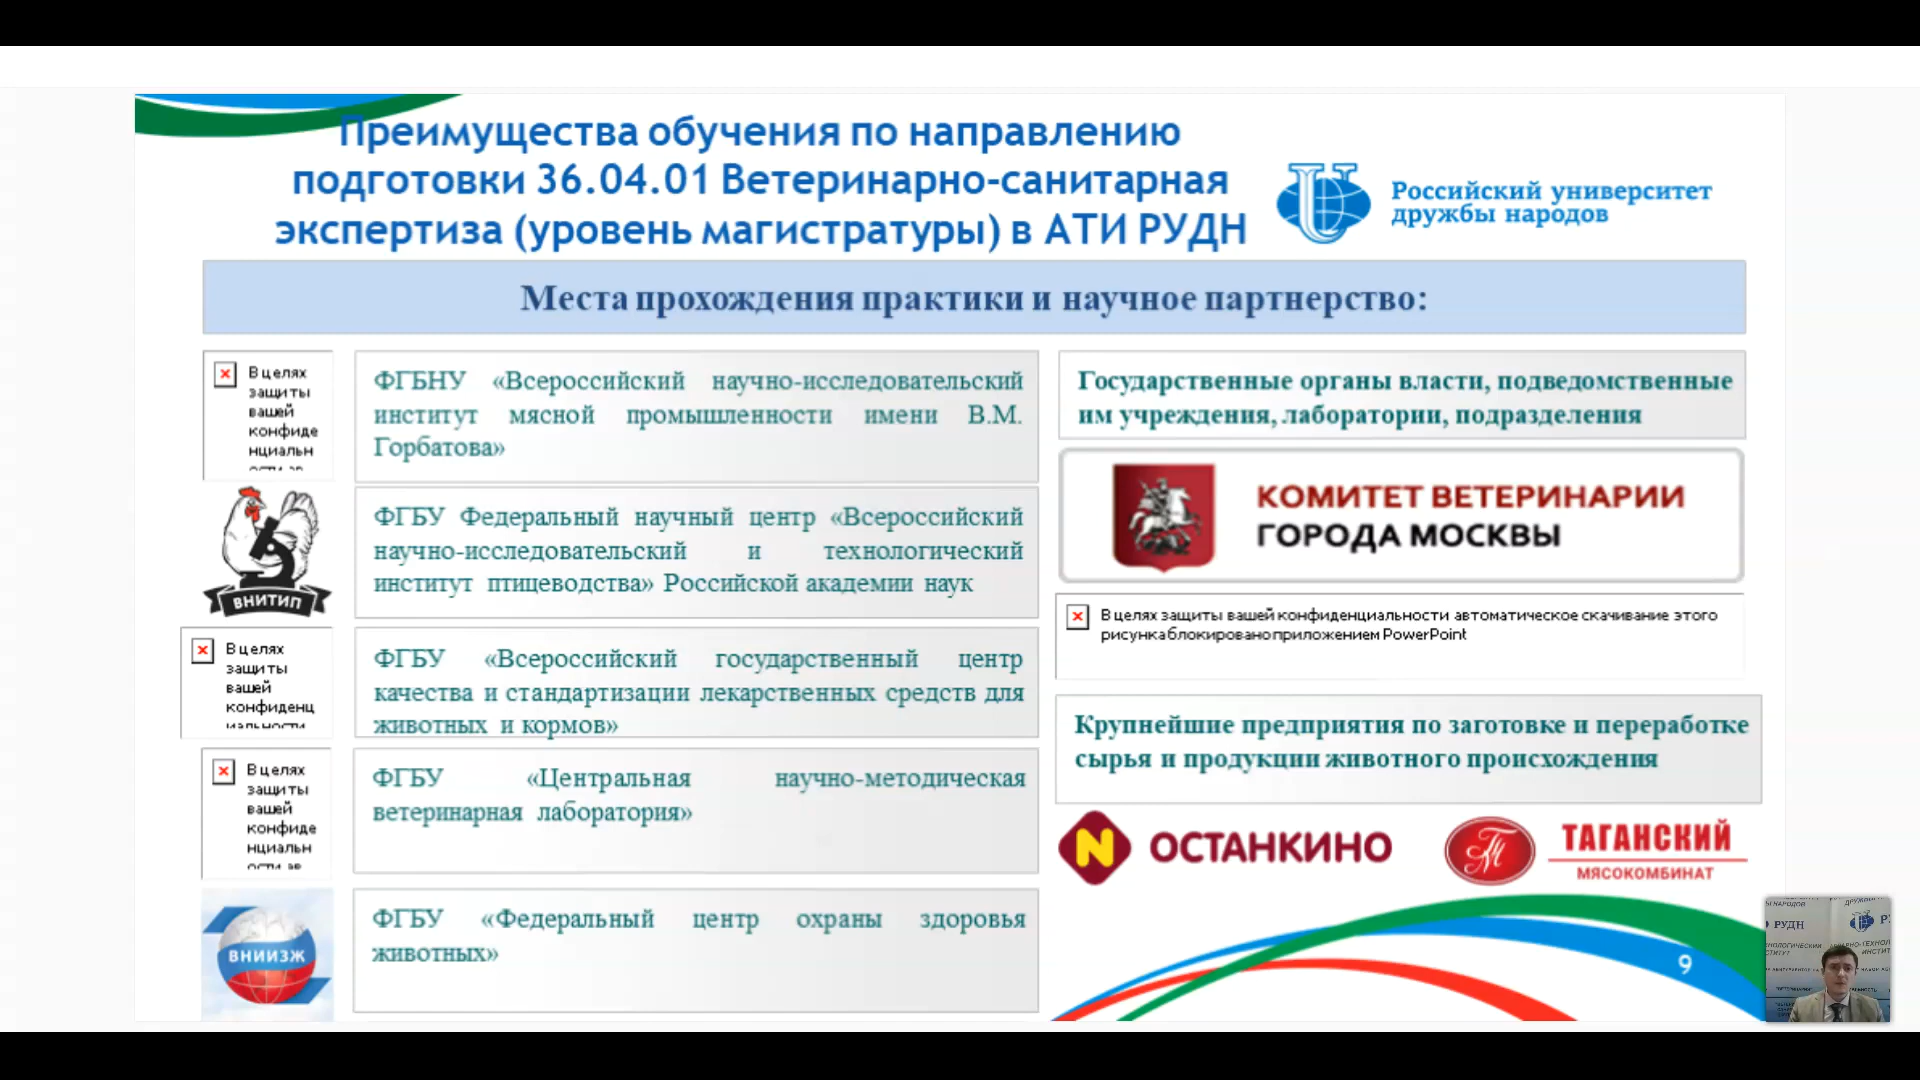 Преимущества обучения по направлению
подготовки 36.04.01 Ветеринарно-санитарная
экспертиза (уровень магистратуры) в АТИ РУДН
Российский университет
дружбы народов
Места прохождения практики и научное партнерство:
В целях
защиты
вашей
конфиде
нциальн
ФГБНУ «Всероссийский научно-исследовательский
институт мясной промышленности имени В.М.
Горбатова»
ВНИТИП
ФГБУ Федеральный научный центр «Всероссийский
научно-исследовательский и технологический
институт птицеводства» Российской академии наук
В целях
защиты
вашей
конфиденц
иальности
ФГБУ «Всероссийский государственный центр
качества и стандартизации лекарственных средств для
животных и кормов»
В целях
защиты
вашей
конфиде
нциальн
ФГБУ «Центральная научно-методическая
ветеринарная лаборатория»
ВНИИЗЖ
ФГБУ «Федеральный центр охраны здоровья
животных»
Государственные органы власти, подведомственные
им учреждения, лаборатории, подразделения
КОМИТЕТ ВЕТЕРИНАРИИ
ГОРОДА МОСКВЫ
В целях защиты вашей конфиденциальности автоматическое скачивание этого
рисунка блокировано приложением PowerPoint
Крупнейшие предприятия по заготовке и переработке
сырья и продукции животного происхождения
ОСТАНКИНО
ТАГАНСКИЙ
МЯСОКОМБИНАТ
9
РУДН